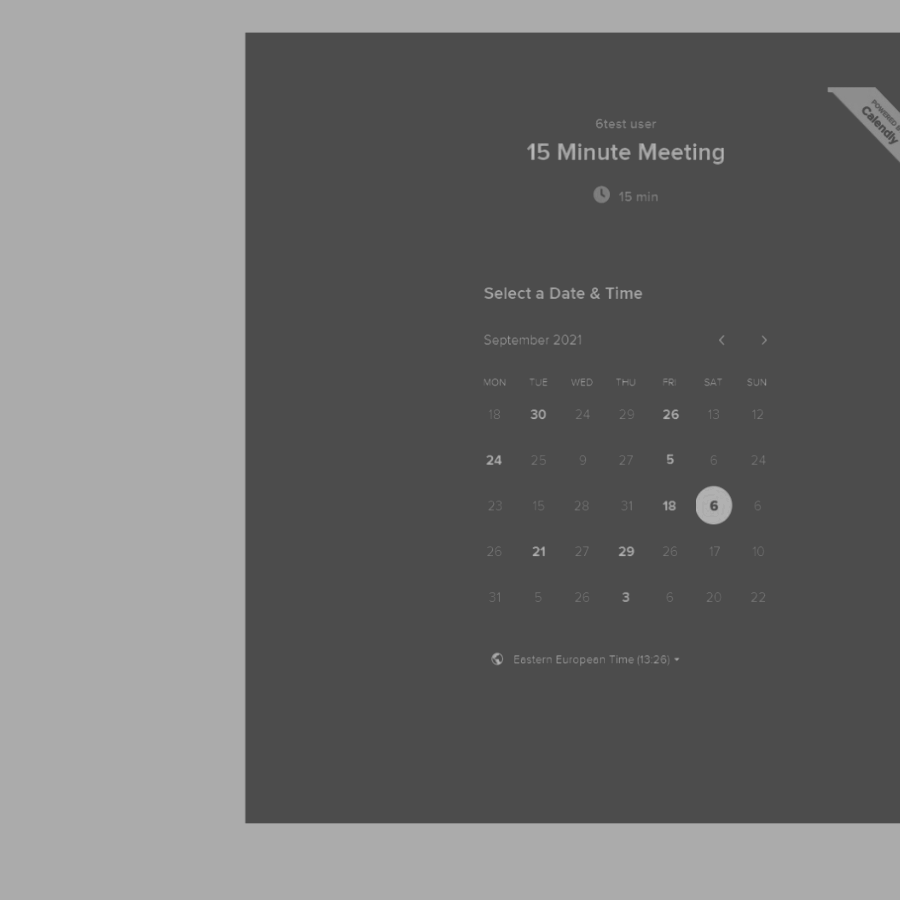 POWERED
Calendly
6test user
15 Minute Meeting
15 min
Select a Date & Time
September 2021
MON TUE WED THU FRI SAT SUN
18 30 24 29 26 13 12
24 25 9 27 5 6 24
23 15 28 31 18 6 6
26 21 27 29 26 17 10
31 5 26 3 6 20 22
Eastern European Time (13:26)